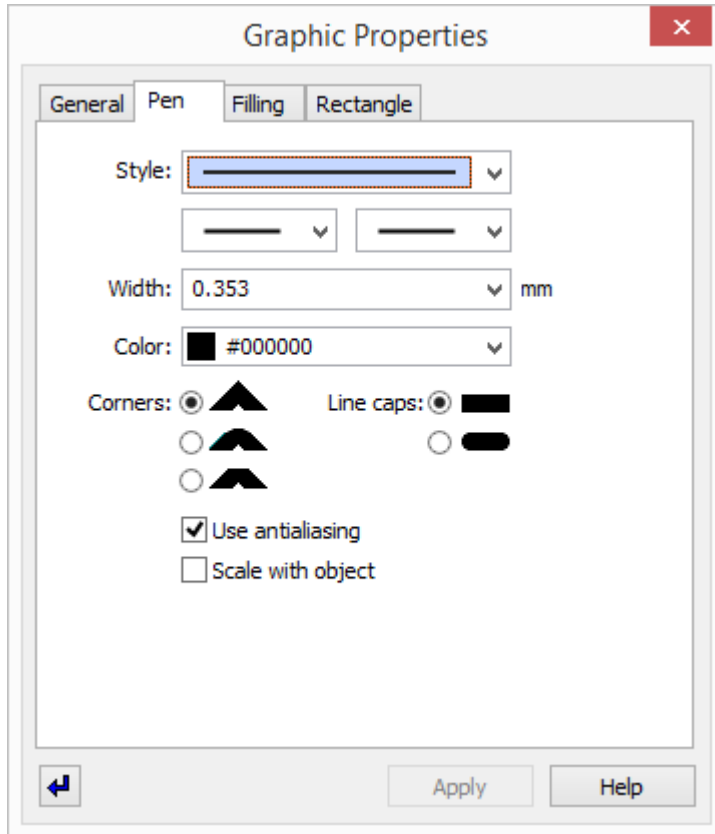 Graphic Properties
General Pen Filling Rectangle
Style:
Width: 0.353 mm
Color: #000000
Corners: Line caps:
Use antialiasing
Scale with object
Apply Help